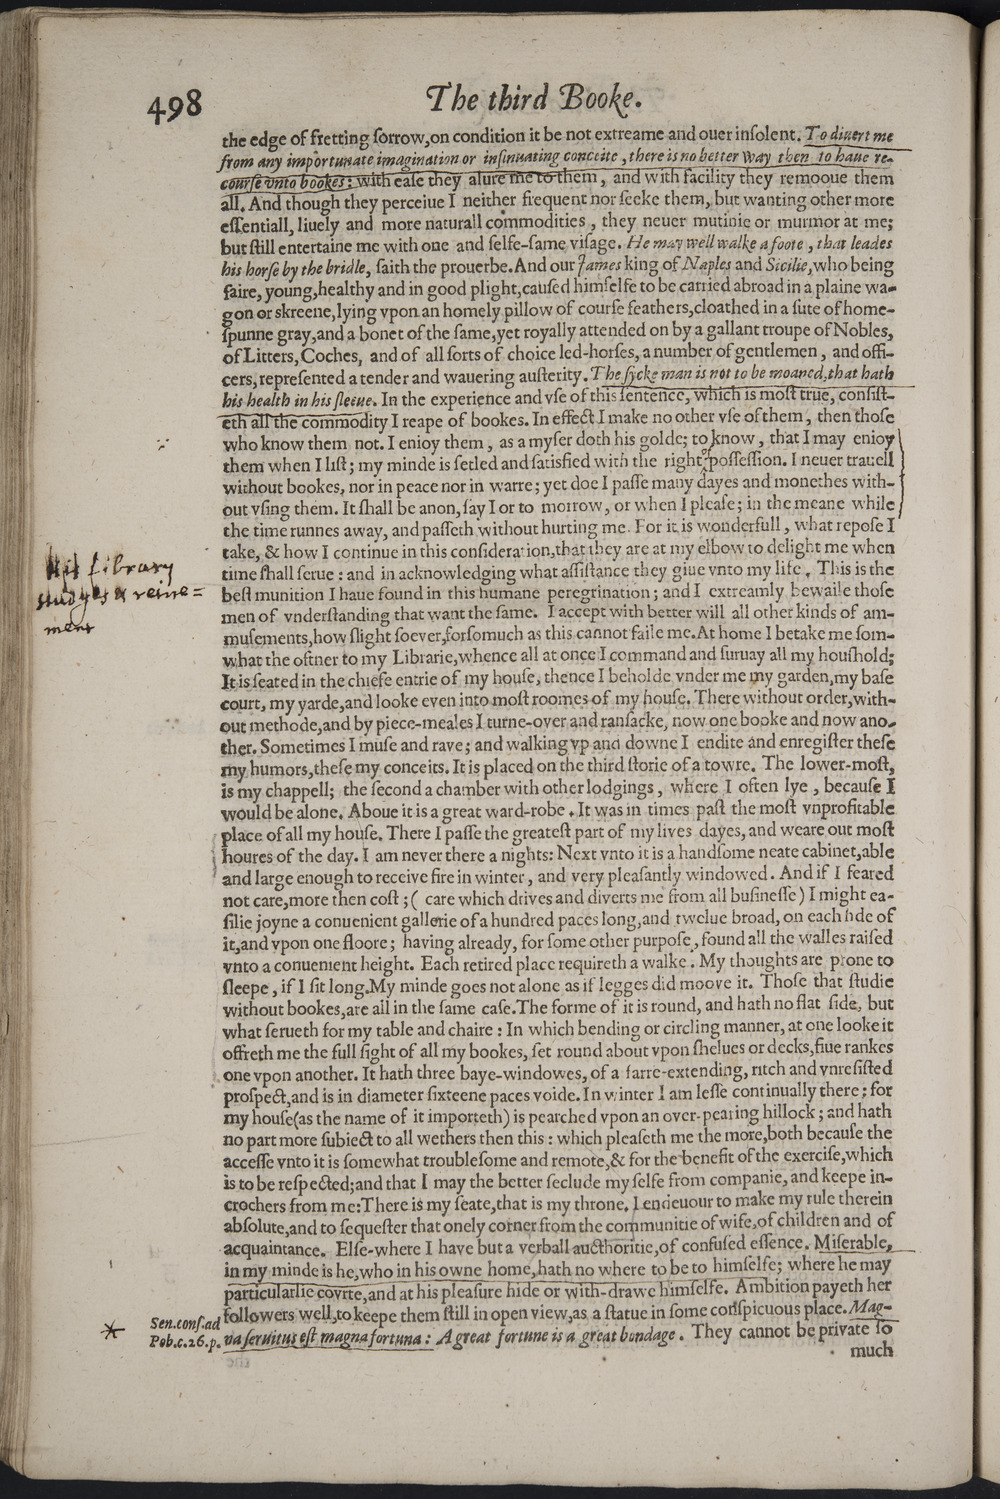 498
The third Booke.
the edge of fretting ſorrow,on condition it be not extreame and ouer inſolent. To diuert me
from any importunate imagination or inſinuating conceite , there is no better way then to haue re-
courſe vnto bookes: with eaſe they alure me to them , and with facility they remooue them
all. And though they perceiue I neither frequent nor ſeeke them, but wanting other more
eſſentiall, liuely and more naturall commodities , they neuer mutinie or murmor at me;
but ſtill entertaine me with one and ſelfe-ſame viſage. He may well walke a foote , that leades
his horſe by the bridle, ſaith the prouerbe. And our James king of Naples and Sicilie,who being
faire, young,healthy and in good plight,cauſed himſelfe to be carried abroad in a plaine wa-
gon or skreene,lying vpon an homely pillow of courſe feathers,cloathed in a ſute of home-
ſpunne gray,and a bonet of the ſame,yet royally attended on by a gallant troupe of Nobles,
of Litters, Coches, and of all ſorts of choice led-horſes, a number of gentlemen , and offi-
cers, repreſented a tender and wauering auſterity. The ſycke man is not to be moaned,that hath
his health in his ſleeue. In the experience and vſe of this ſentence, which is moſt true, conſiſt-
eth all the commodity I reape of bookes. In effect I make no other vſe of them , then thoſe
who know them not. I enioy them , as a myſer doth his golde; to know , that I may enioy
them when I liſt; my minde is ſetled and ſatisfied with the right of poſſeſſion. I neuer trauell
without bookes, nor in peace nor in warre; yet doe I paſſe many dayes and monethes with-
out vſing them. It ſhall be anon, ſay I or to morrow, or when I pleaſe; in the meane while
the time runnes away, and paſſeth without hurting me. For it is wonderfull , what repoſe I
take, & how I continue in this conſideration,that they are at my elbow to delight me when
time ſhall ſerue : and in acknowledging what aſſiſtance they giue vnto my life . This is the
beſt munition I haue found in this humane peregrination ; and I extreamly bewaile thoſe
men of vnderſtanding that want the ſame. I accept with better will all other kinds of am-
muſements,how ſlight ſoever,forſomuch as this cannot faile me. At home I betake me ſom-
what the oftner to my Librarie,whence all at once I command and ſuruay all my houſhold;
It is ſeated in the chiefe entrie of my houſe, thence I beholde vnder me my garden,my baſe
court, my yarde,and looke even into moſt roomes of my houſe. There without order,with-
out methode,and by piece-meales I turne-over and ranſacke, now one booke and now ano-
ther. Sometimes I muſe and rave; and walking vp and downe I endite and enregiſter theſe
my humors,theſe my conceits. It is placed on the third ſtorie of a towre. The lower-moſt,
is my chappell; the ſecond a chamber with other lodgings , where I often lye , becauſe I
would be alone. Aboue it is a great ward-robe . It was in times paſt the moſt vnprofitable
place of all my houſe. There I paſſe the greateſt part of my lives dayes, and weare out moſt
houres of the day. I am never there a nights: Next vnto it is a handſome neate cabinet,able
and large enough to receive fire in winter , and very pleaſantly windowed. And if I feared
not care,more then coſt ; ( care which drives and diverts me from all buſineſſe ) I might ea-
ſilie joyne a conuenient gallerie of a hundred paces long,and twelue broad, on each ſide of
it,and vpon one floore ; having already, for ſome other purpoſe , found all the walles raiſed
vnto a conuenient height. Each retired place requireth a walke . My thoughts are prone to
ſleepe , if I ſit long. My minde goes not alone as if legges did moove it. Thoſe that ſtudie
without bookes,are all in the ſame caſe. The forme of it is round, and hath no flat ſide, but
what ſerueth for my table and chaire : In which bending or circling manner, at one looke it
offreth me the full ſight of all my bookes, ſet round about vpon ſhelues or decks,fiue rankes
one vpon another. It hath three baye-windowes, of a farre-extending, ritch and vnreſiſted
proſpect,and is in diameter ſixteene paces voide. In winter I am leſſe continually there : for
my houſe(as the name of it importeth) is pearched vpon an over-pearing hillock ; and hath
no part more ſubiect to all wethers then this : which pleaſeth me the more,both becauſe the
acceſſe vnto it is ſomewhat troubleſome and remote,& for the benefit of the exerciſe,which
is to be reſpected;and that I may the better ſeclude my ſelfe from companie, and keepe in-
crochers from me:There is my ſeate,that is my throne. I endeuour to make my rule therein
abſolute,and to ſequeſter that onely corner from the communitie of wife,of children and of
acquaintance. Elſe-where I have but a verball aucthoritie,of confuſed eſſence. Miſerable,
in my minde is he,who in his owne home,hath no where to be to himſelfe; where he may
particularlie covrte,and at his pleaſure hide or with-drawe himſelfe. Ambition payeth her
followers well,to keepe them ſtill in open view,as a ſtatue in ſome conſpicuous place. Mag-
na ſeruitus eſt magna fortuna : A great fortune is a great bondage . They cannot be private ſo
much
his Library
studyes & reire=
ment
* Sen. conſ. ad
Pob.c.26.p.